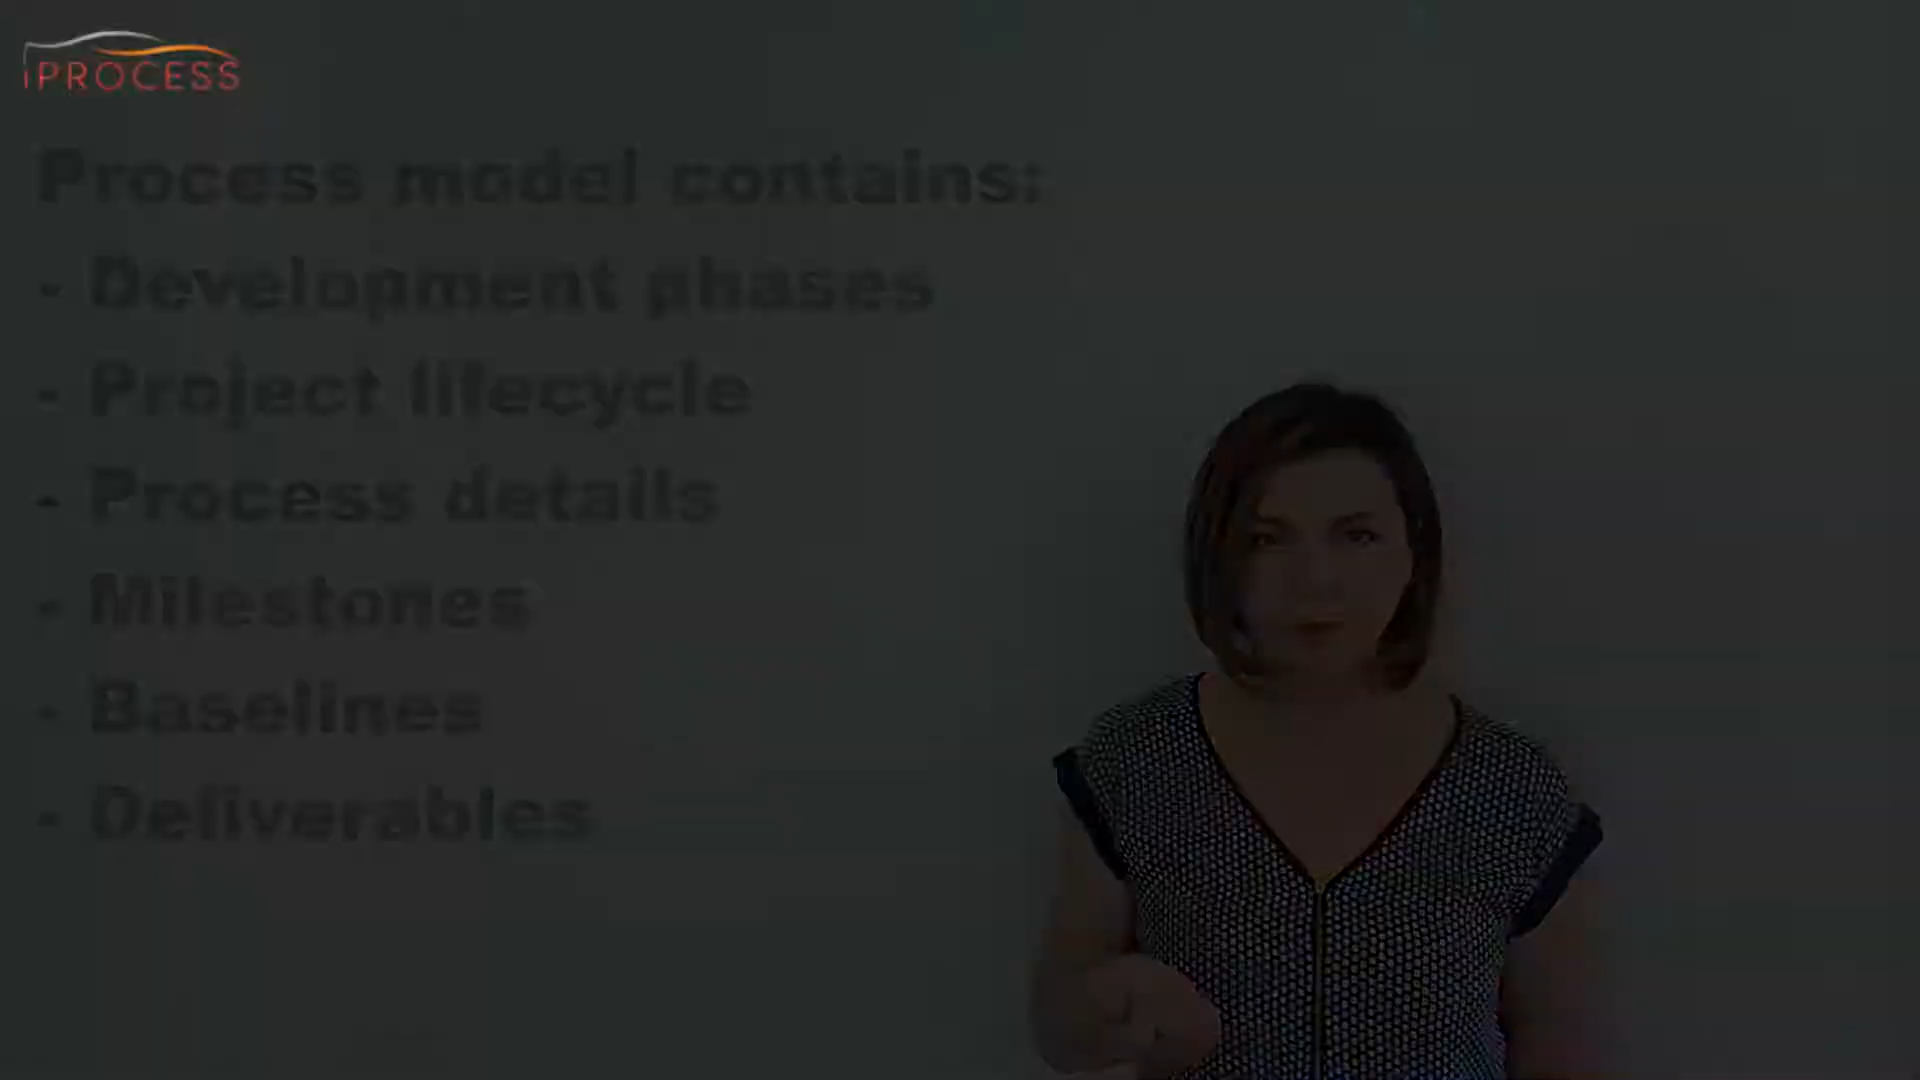 iPROCESS
Process model contains:
- Development phases
- Project lifecycle
- Process details
- Milestones
- Baselines
- Deliverables